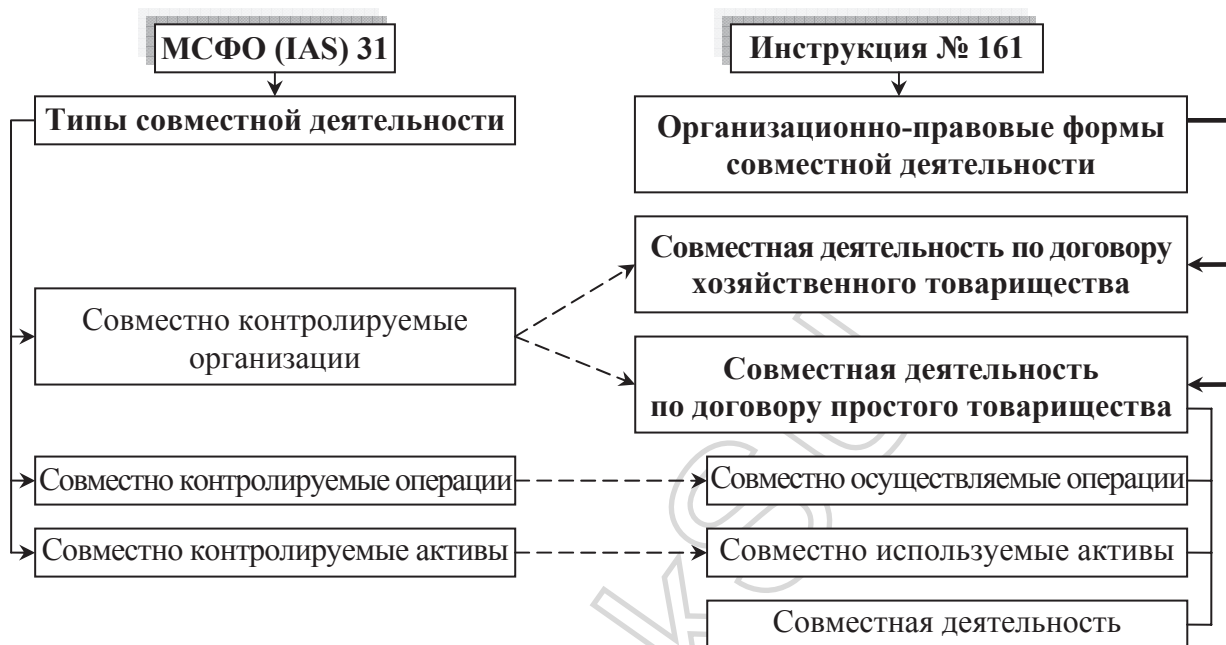 МСФО (IAS) 31
Инструкция № 161
Типы совместной деятельности
Организационно-правовые формы
совместной деятельности
Совместная деятельность по договору
хозяйственного товарищества
Совместно контролируемые
организации
Совместная деятельность
по договору простого товарищества
Совместно контролируемые операции
Совместно осуществляемые операции
Совместно контролируемые активы
Совместно используемые активы
Совместная деятельность